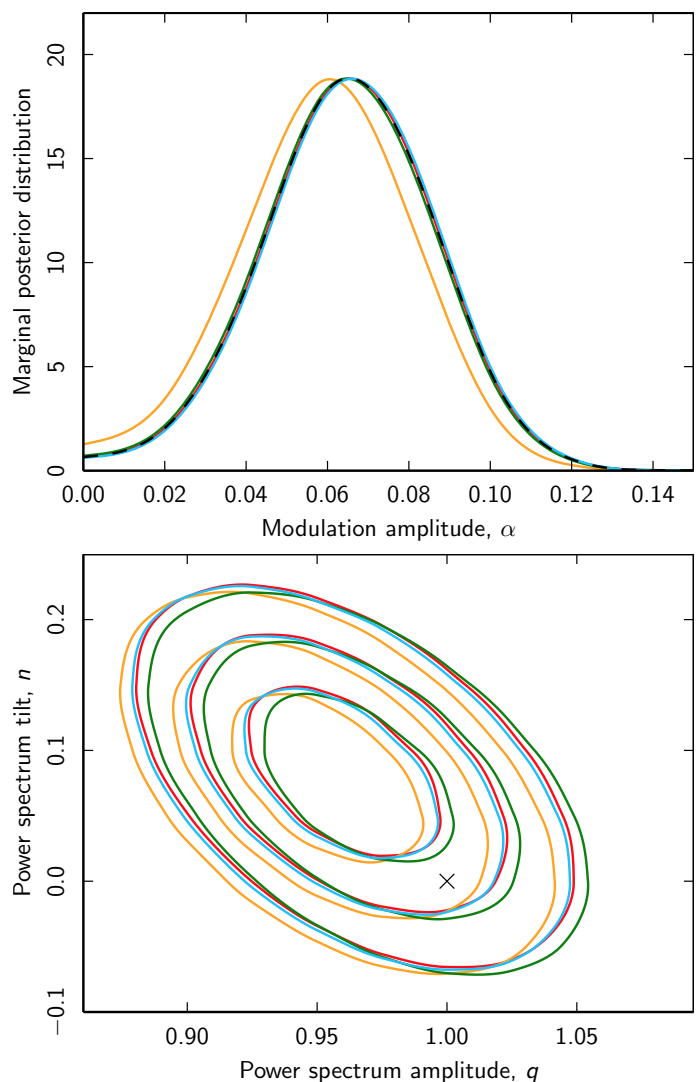 20
15
10
5
0
Marginal posterior distribution
0.00 0.02 0.04 0.06 0.08 0.10 0.12 0.14
Modulation amplitude, α
0.2
0.1
0.0
−0.1
Power spectrum tilt, n
0.90 0.95 1.00 1.05
Power spectrum amplitude, q